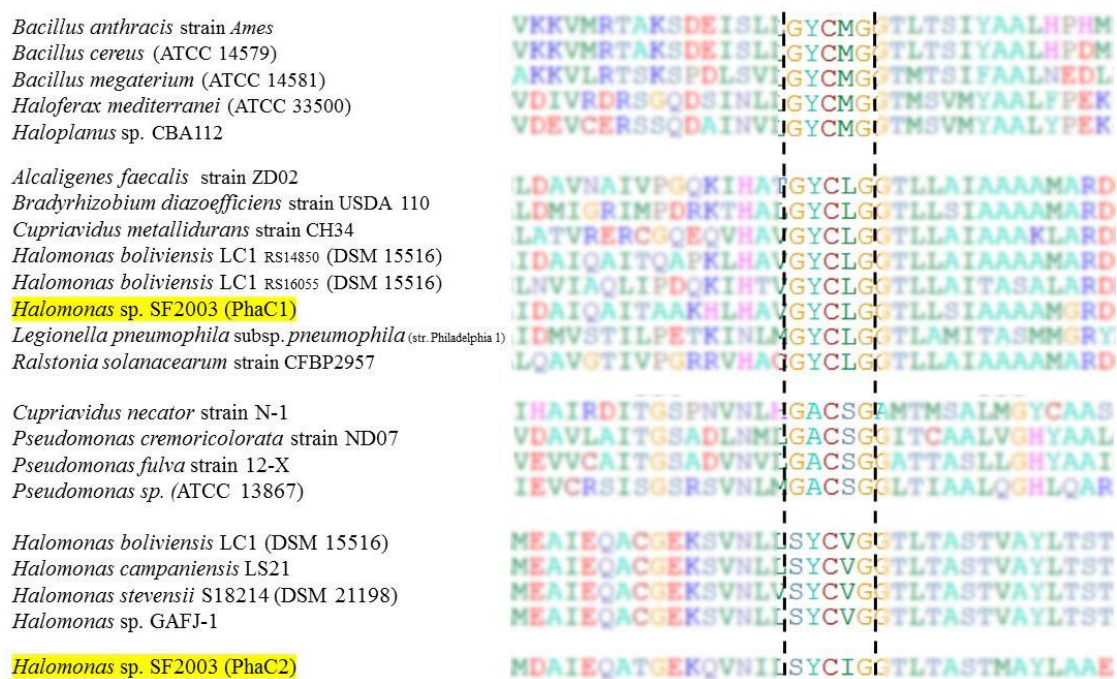 Bacillus anthracis strain Ames VKKVMRTAKSDEISLLGYCMGGTLTSIYAALHPHM
Bacillus cereus (ATCC 14579) VKKVMRTAKSDEISLLGYCMGGTLTSIYAALHPDM
Bacillus megaterium (ATCC 14581) AKKVLRTSKSPDLSVLGYCMGGTMTSIFAALNEDL
Haloferax mediterranei (ATCC 33500) VDIVRDRSGQDSINLLGYCMGGTMSVMYAALFPEK
Haloplanus sp. CBA112 VDEVCERSSQDAINVLGYCMGGTMSVMYAALYPEK
Alcaligenes faecalis strain ZD02 LDAVNAIVPGQKIHATGYCLGGTLLAIAAAAMARD
Bradyrhizobium diazoefficiens strain USDA 110 LDMIGRIMPDRKTHALGYCLGGTLLSIAAAAMARD
Cupriavidus metallidurans strain CH34 LATVRERCGQEQVHAVGYCLGGTLLAIAAAKLARD
Halomonas boliviensis LC1 RS14850 (DSM 15516) IDAIQAITQAPKLHAVGYCLGGTLLAIAAAAMARD
Halomonas boliviensis LC1 RS16055 (DSM 15516) LNVIAQLIPDQKIHTVGYCLGGTLLAITASALARD
Halomonas sp. SF2003 (PhaC1) IDAIQAITAAKHLHAVGYCLGGTLLSIAAAAMGRD
Legionella pneumophila subsp. pneumophila (str. Philadelphia 1) IDMVSTILPETKINLMGYCLGGTLAMITASMMGRY
Ralstonia solanacearum strain CFBP2957 LQAVGTIVPGRRVHACGYCLGGTLLAIAAAAMARD
Cupriavidus necator strain N-1 IHAIRDITGSPNVNLHGACSGAMTMSALMGYCAAS
Pseudomonas cremoricolorata strain ND07 VDAVLAITGSADLNMLGACSGGITCAALVGHYAAL
Pseudomonas fulva strain 12-X VEVVCAITGSADVNVLGACSGGATTASLLGHYAAI
Pseudomonas sp. (ATCC 13867) IEVCRSISGSRSVNLMGACSGGLTIAALQGHLQAR
Halomonas boliviensis LC1 (DSM 15516) MEAIEQACGEKSVNLLSYCVGGTLTASTVAYLTST
Halomonas campaniensis LS21 MEAIEQACGEKSVNLLSYCVGGTLTASTVAYLTST
Halomonas stevensii S18214 (DSM 21198) MEAIEQACGEKSVNLVSYCVGGTLTASTVAYLTST
Halomonas sp. GAFJ-1 MEAIEQACGEKSVNLLSYCVGGTLTASTVAYLTST
Halomonas sp. SF2003 (PhaC2) MDAIEQATGEKQVNILSYCIGGTLTASTMAYLAAE